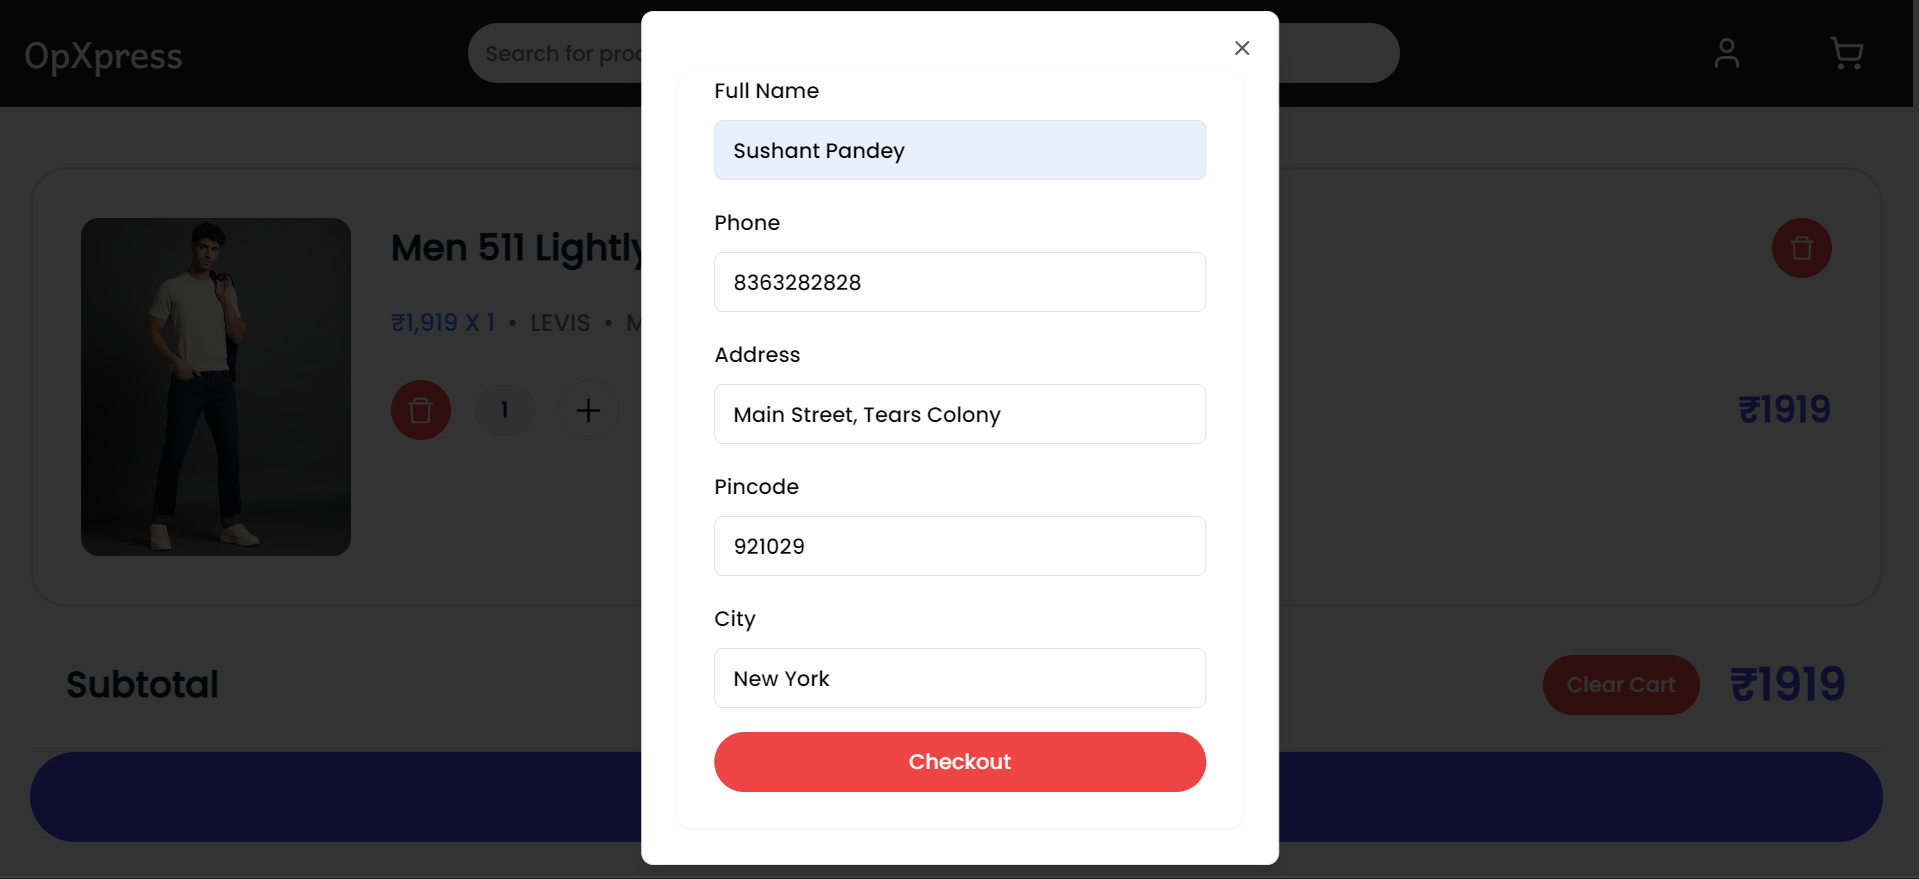 OpXpress
Search for proc
Full Name
Sushant Pandey
Phone
8363282828
Address
Main Street, Tears Colony
Pincode
921029
City
New York
Checkout
Men 511 Lightly
₹1,919 X 1 • LEVIS • M
1
₹1919
Subtotal
Clear Cart
₹1919